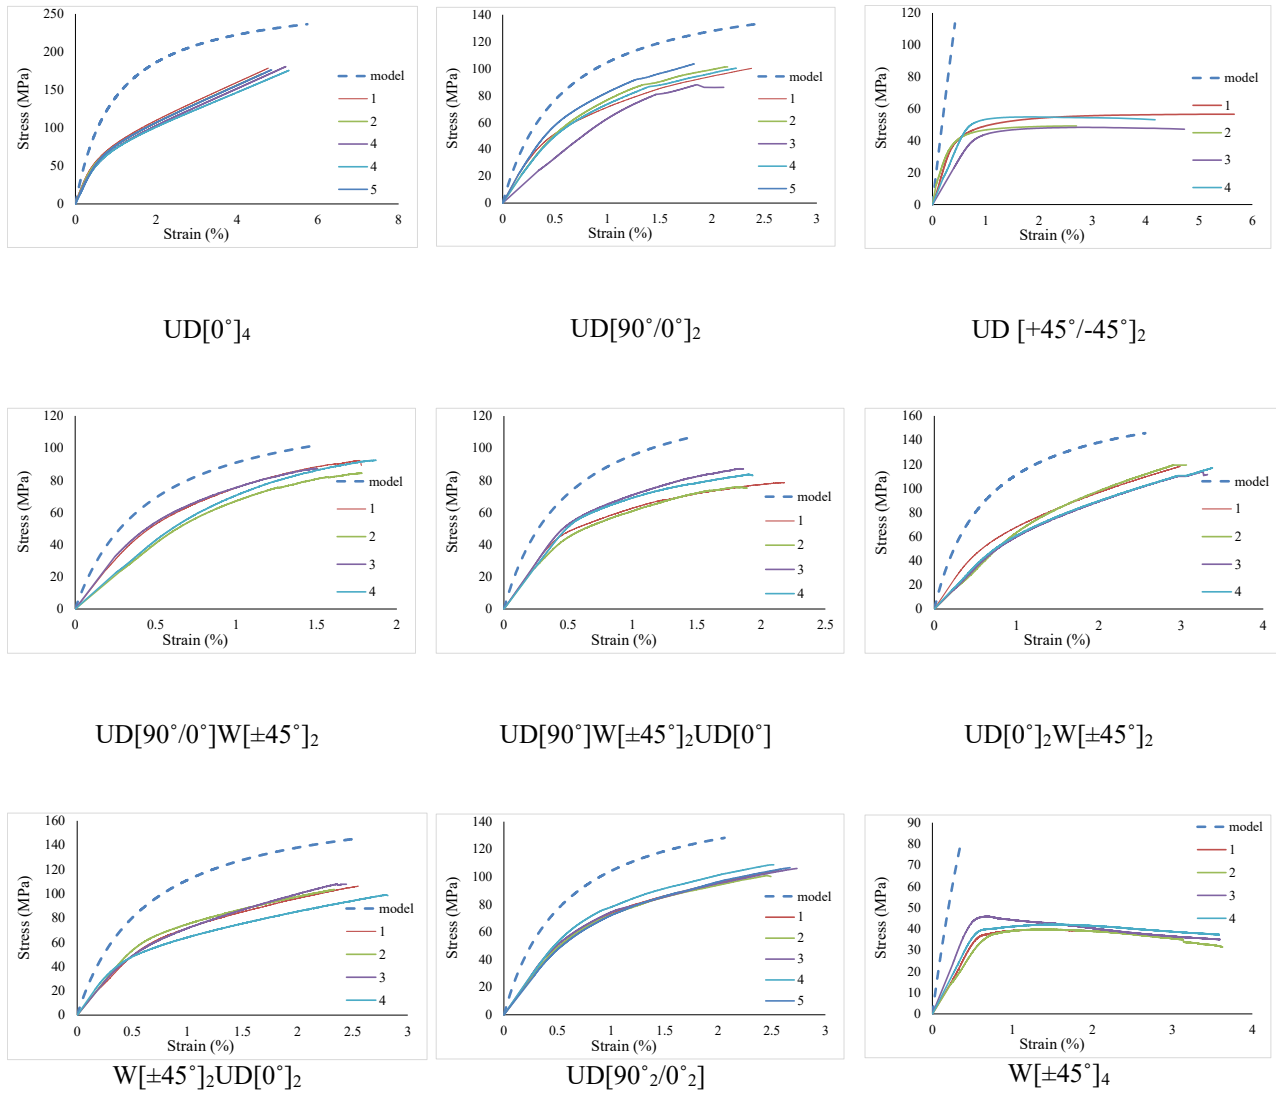 250
200
150
100
50
0
Stress (MPa)
0 2 4 6 8
Strain (%)
model
1
2
4
4
5
UD[0˚]4
140
120
100
80
60
40
20
0
Stress (MPa)
0 0.5 1 1.5 2 2.5 3
Strain (%)
model
1
2
3
4
5
UD[90˚/0˚]2
120
100
80
60
40
20
0
Stress (MPa)
0 1 2 3 4 5 6
Strain (%)
model
1
2
3
4
UD [+45˚/-45˚]2
120
100
80
60
40
20
0
Stress (MPa)
0 0.5 1 1.5 2
Strain (%)
model
1
2
3
4
UD[90˚/0˚]W[±45˚]2
120
100
80
60
40
20
0
Stress (MPa)
0 0.5 1 1.5 2 2.5
Strain (%)
model
1
2
3
4
UD[90˚]W[±45˚]2UD[0˚]
160
140
120
100
80
60
40
20
0
Stress (MPa)
0 1 2 3 4
Strain (%)
model
1
2
3
4
UD[0˚]2W[±45˚]2
160
140
120
100
80
60
40
20
0
Stress (MPa)
0 0.5 1 1.5 2 2.5 3
Strain (%)
model
1
2
3
4
W[±45˚]2UD[0˚]2
140
120
100
80
60
40
20
0
Stress (MPa)
0 0.5 1 1.5 2 2.5 3
Strain (%)
model
1
2
3
4
5
UD[90˚2/0˚2]
90
80
70
60
50
40
30
20
10
0
Stress (MPa)
0 1 2 3 4
Strain (%)
model
1
2
3
4
W[±45˚]4